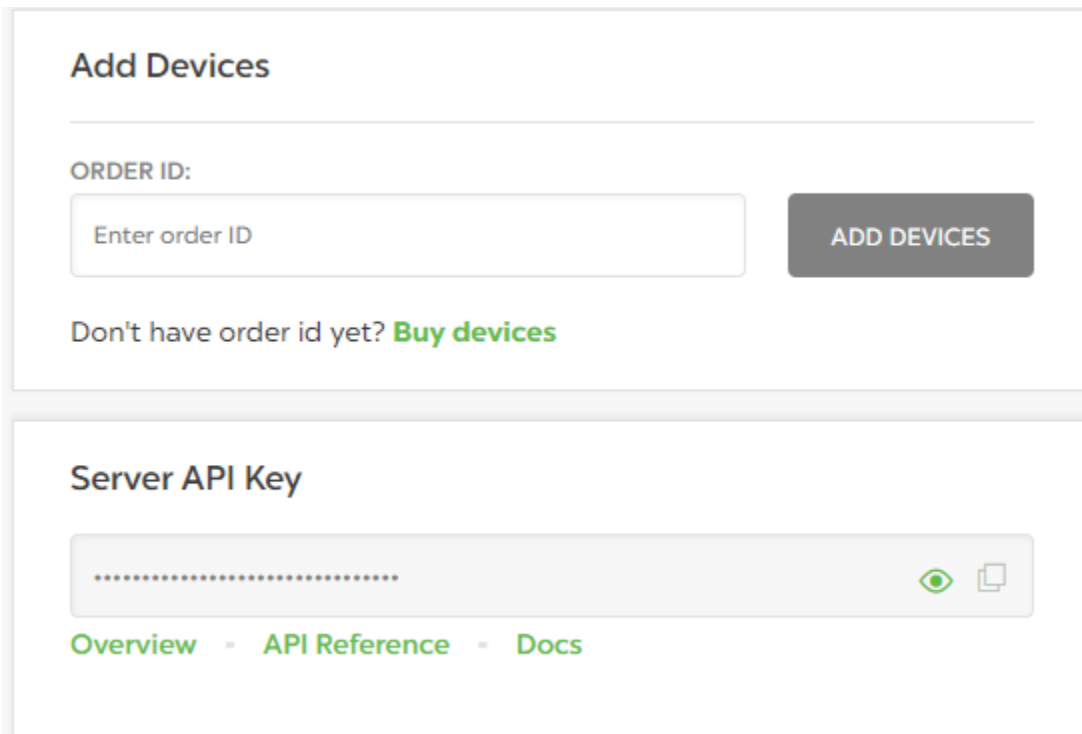 Add Devices
ORDER ID:
Enter order ID
ADD DEVICES
Don't have order id yet? Buy devices
Server API Key
••••••••••••••••••••••••••••••••
Overview - API Reference - Docs